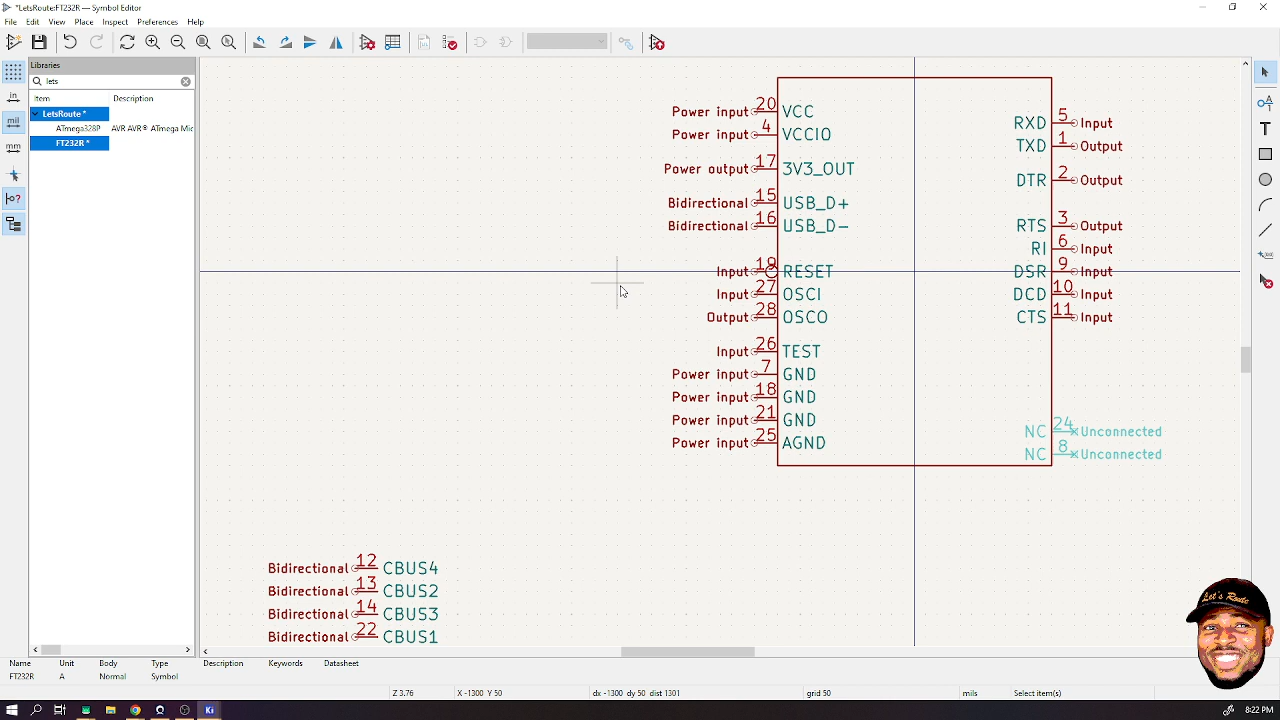 *LetsRoute:FT232R — Symbol Editor
File Edit View Place Inspect Preferences Help
Libraries
lets
Item Description
LetsRoute *
ATmega328P AVR AVR® ATmega Mic
FT232R *
in
mil
mm
Power input 20 VCC
Power input 4 VCCIO
Power output 17 3V3_OUT
Bidirectional 15 USB_D+
Bidirectional 16 USB_D-
Input 19 RESET
Input 27 OSCI
Output 28 OSCO
Input 26 TEST
Power input 7 GND
Power input 18 GND
Power input 21 GND
Power input 25 AGND
RXD 5 Input
TXD 1 Output
DTR 2 Output
RTS 3 Output
RI 6 Input
DSR 9 Input
DCD 10 Input
CTS 11 Input
NC 24 Unconnected
NC 8 Unconnected
Bidirectional 12 CBUS4
Bidirectional 13 CBUS2
Bidirectional 14 CBUS3
Bidirectional 22 CBUS1
Let's Route
Name Unit Body Type Description Keywords Datasheet
FT232R A Normal Symbol
Z 3.76 X -1300 Y 50 dx -1300 dy 50 dist 1301 grid 50 mils Select item(s)
Ki
8:22 PM